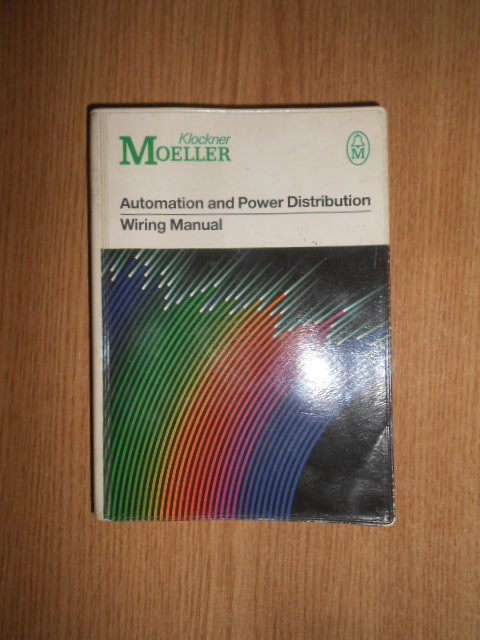 Klockner
MOELLER
M
Automation and Power Distribution
Wiring Manual